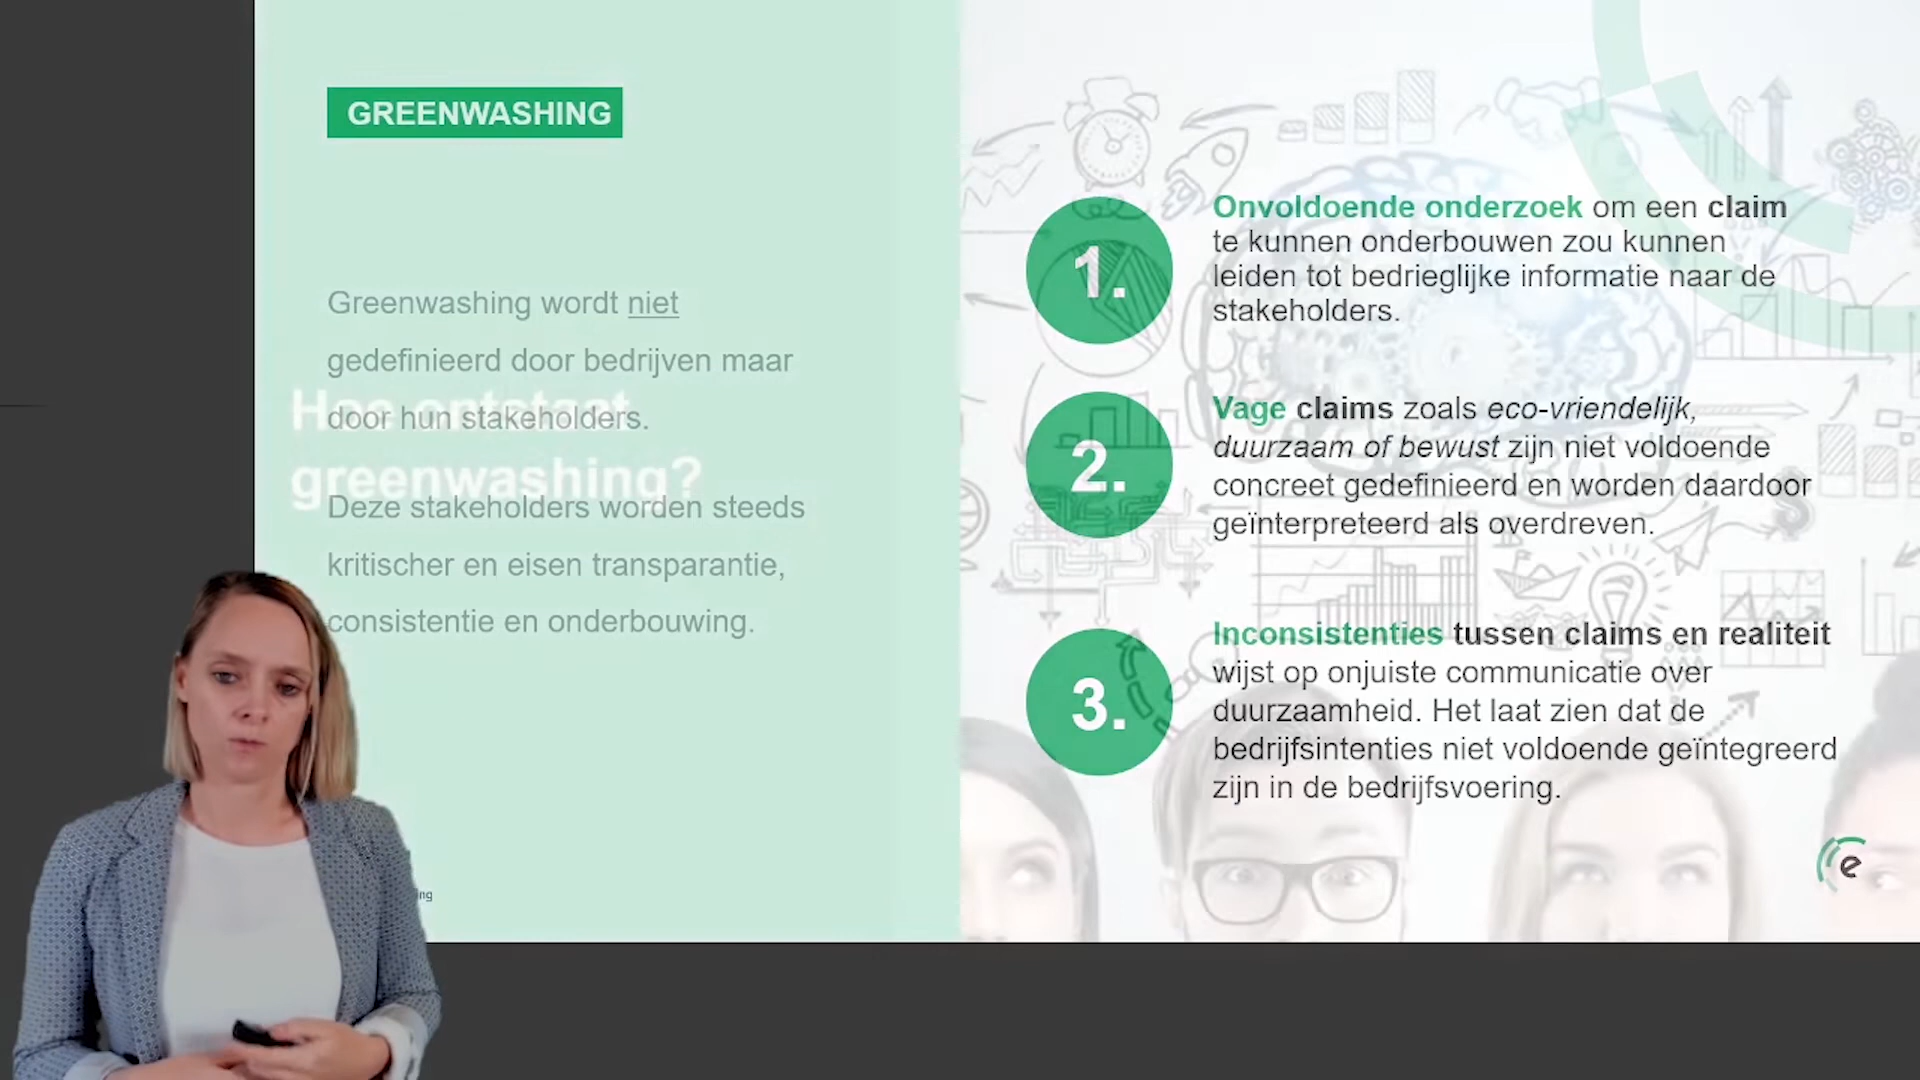 GREENWASHING
Greenwashing wordt niet
gedefinieerd door bedrijven maar
door hun stakeholders.
Hoe ontstaat
greenwashing?
Deze stakeholders worden steeds
kritischer en eisen transparantie,
consistentie en onderbouwing.
ing
1.
Onvoldoende onderzoek om een claim
te kunnen onderbouwen zou kunnen
leiden tot bedrieglijke informatie naar de
stakeholders.
2.
Vage claims zoals eco-vriendelijk,
duurzaam of bewust zijn niet voldoende
concreet gedefinieerd en worden daardoor
geïnterpreteerd als overdreven.
3.
Inconsistenties tussen claims en realiteit
wijst op onjuiste communicatie over
duurzaamheid. Het laat zien dat de
bedrijfsintenties niet voldoende geïntegreerd
zijn in de bedrijfsvoering.
e